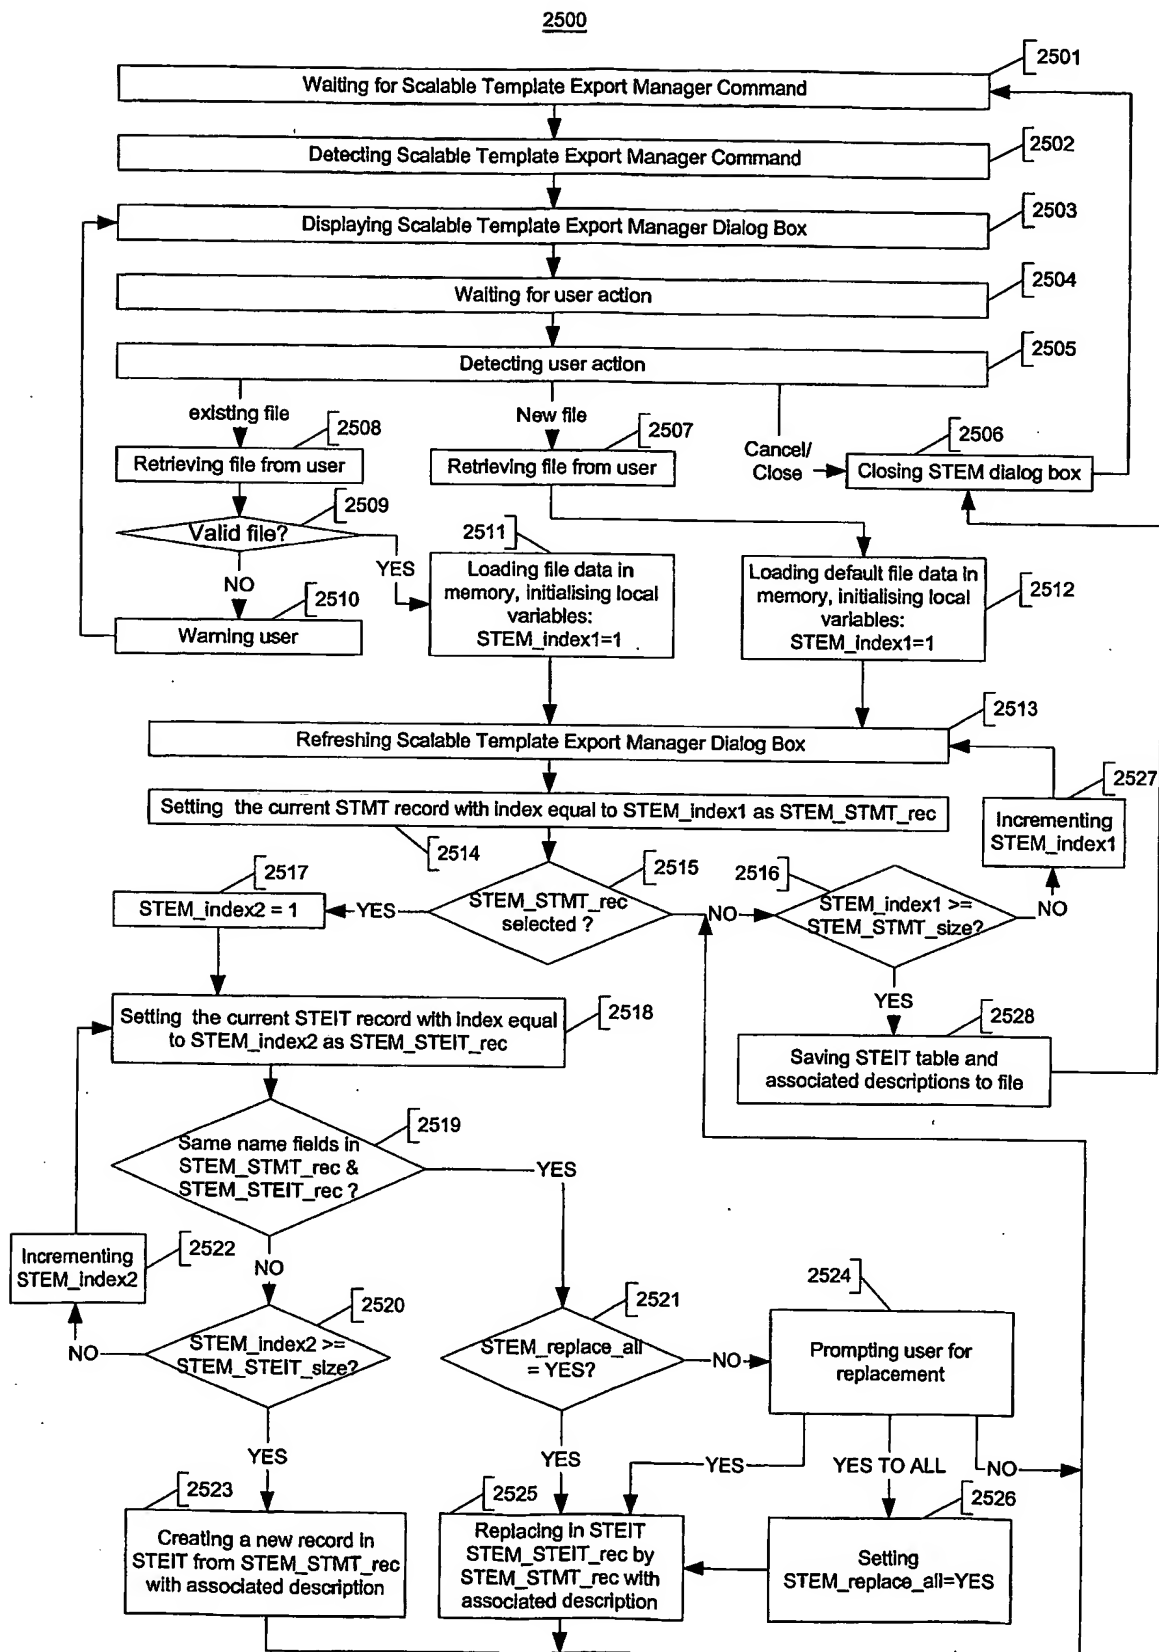 2500
2501
Waiting for Scalable Template Export Manager Command
2502
Detecting Scalable Template Export Manager Command
2503
Displaying Scalable Template Export Manager Dialog Box
2504
Waiting for user action
2505
Detecting user action
existing file
New file
Cancel/
Close
2508
Retrieving file from user
2507
Retrieving file from user
2506
Closing STEM dialog box
2509
Valid file?
YES
NO
2510
Warning user
2511
Loading file data in
memory, initialising local
variables:
STEM_index1=1
2512
Loading default file data in
memory, initialising local
variables:
STEM_index1=1
2513
Refreshing Scalable Template Export Manager Dialog Box
2527
Incrementing
STEM_index1
Setting the current STMT record with index equal to STEM_index1 as STEM_STMT_rec
2514
2515
STEM_STMT_rec
selected ?
YES
NO
2516
STEM_index1 >=
STEM_STMT_size?
NO
YES
2517
STEM_index2 = 1
2528
Saving STEIT table and
associated descriptions to file
2518
Setting the current STEIT record with index equal
to STEM_index2 as STEM_STEIT_rec
2519
Same name fields in
STEM_STMT_rec &
STEM_STEIT_rec ?
YES
NO
2522
Incrementing
STEM_index2
2520
STEM_index2 >=
STEM_STEIT_size?
NO
YES
2521
STEM_replace_all
= YES?
NO
YES
2524
Prompting user for
replacement
YES
YES TO ALL
NO
2523
Creating a new record in
STEIT from STEM_STMT_rec
with associated description
2525
Replacing in STEIT
STEM_STEIT_rec by
STEM_STMT_rec with
associated description
2526
Setting
STEM_replace_all=YES